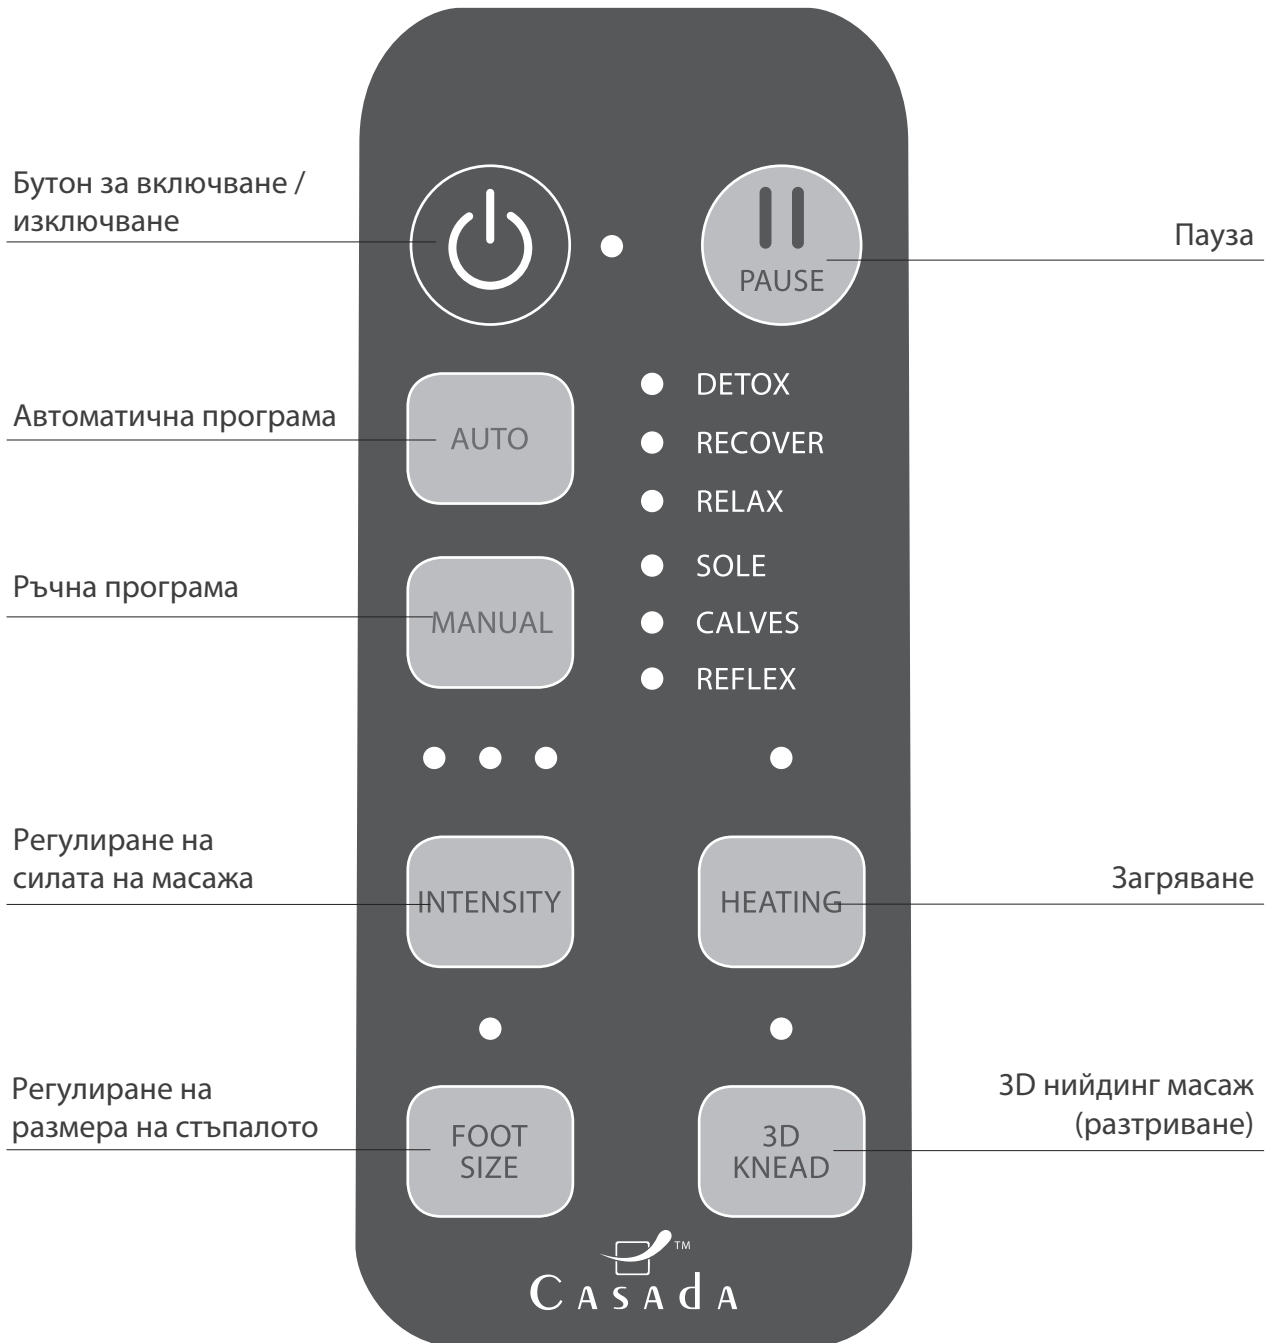 Бутон за включване /
изключване
Пауза
PAUSE
Автоматична програма
AUTO
DETOX
RECOVER
RELAX
Ръчна програма
MANUAL
SOLE
CALVES
REFLEX
Регулиране на
силата на масажа
INTENSITY
HEATING
Загряване
Регулиране на
размера на стъпалото
FOOT
SIZE
3D
KNEAD
3D нийдинг масаж
(разтриване)
TM
CASAdA